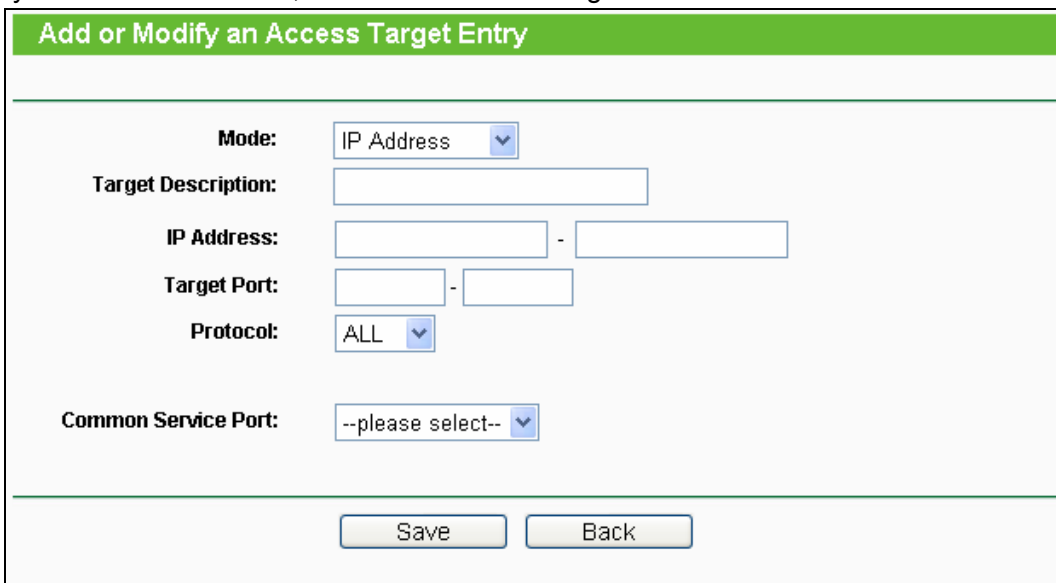 Add or Modify an Access Target Entry
Mode: IP Address
Target Description:
IP Address: -
Target Port: -
Protocol: ALL
Common Service Port: --please select--
Save Back